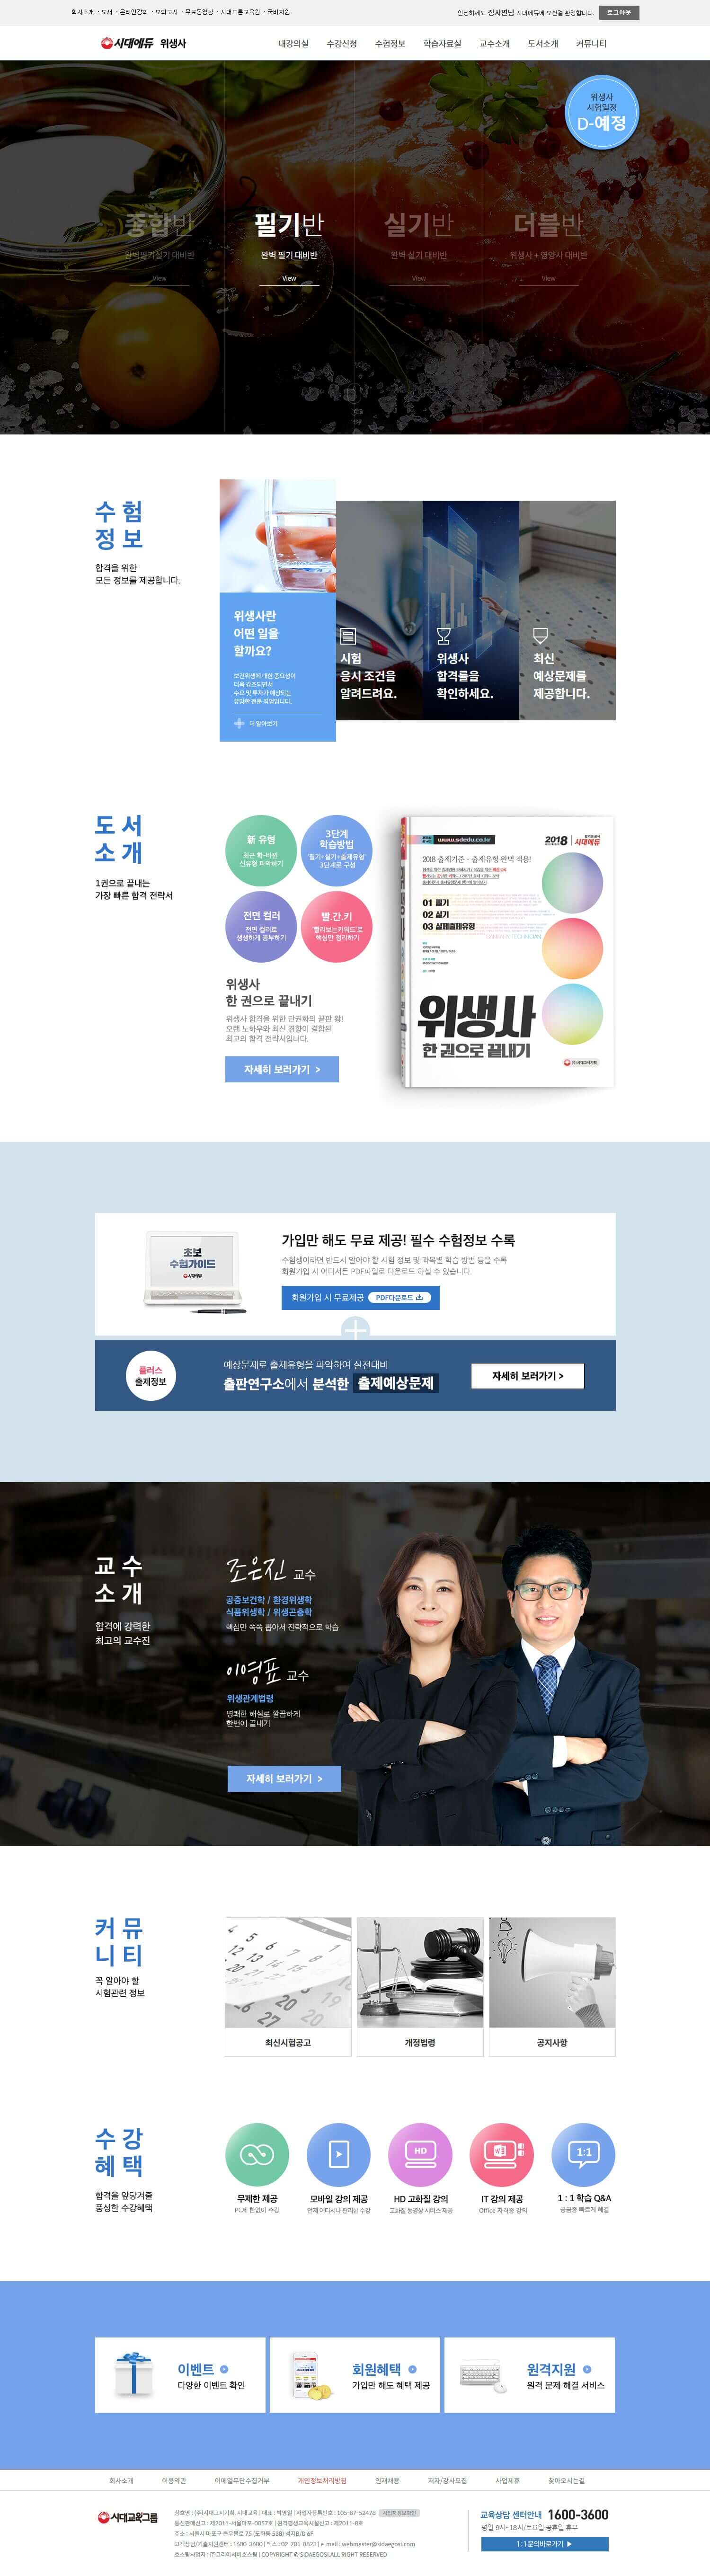 회사소개 · 도서 · 온라인강의 · 모의고사 · 무료동영상 · 시대드론교육원 · 국비지원
안녕하세요 장서연님 시대에듀에 오신걸 환영합니다. 로그아웃
시대에듀 위생사
내강의실 수강신청 수험정보 학습자료실 교수소개 도서소개 커뮤니티
위생사
시험일정
D-예정
종합반 필기반 실기반 더블반
완벽 필기 대비반 완벽 실기 대비반 위생사 + 영양사 대비반
View View View View
수험
정보
합격을 위한
모든 정보를 제공합니다.
위생사란
어떤 일을
할까요?
보건위생에 대한 중요성이
더욱 강조되면서
수요 및 투자가 예상되는
유망한 전문 직업입니다.
더 알아보기
시험
응시 조건을
알려드려요.
위생사
합격률을
확인하세요.
최신
예상문제를
제공합니다.
도서
소개
1권으로 끝내는
가장 빠른 합격 전략서
新 유형
최근 확·바뀐
신유형 파악하기
3단계
학습방법
'필기+실기+출제유형'
3단계로 구성
전면 컬러
전면 컬러로
생생하게 공부하기
빨.간.키
'빨리보는키워드'로
핵심만 정리하기
위생사
한 권으로 끝내기
위생사 합격을 위한 단권화의 끝판 왕!
오랜 노하우와 최신 경향이 결합된
최고의 합격 전략서입니다.
자세히 보러가기 >
www.sdedu.co.kr
2018
시대에듀
2018 출제기준 · 출제유형 완벽 적용!
01 필기
02 실기
03 실제출제유형
위생사
한 권으로 끝내기
(주)시대고시기획
초보
수험가이드
시대에듀
가입만 해도 무료 제공! 필수 수험정보 수록
수험생이라면 반드시 알아야 할 시험 정보 및 과목별 학습 방법 등을 수록
회원가입 시 어디서든 PDF파일로 다운로드 하실 수 있습니다.
회원가입 시 무료제공 PDF다운로드
플러스
출제정보
예상문제로 출제유형을 파악하여 실전대비
출판연구소에서 분석한 출제예상문제
자세히 보러가기 >
교수
소개
합격에 강력한
최고의 교수진
조은진 교수
공중보건학 / 환경위생학
식품위생학 / 위생곤충학
핵심만 쏙쏙 뽑아서 전략적으로 학습
이영표 교수
위생관계법령
명쾌한 해설로 깔끔하게
한번에 끝내기
자세히 보러가기 >
커뮤
니티
꼭 알아야 할
시험관련 정보
최신시험공고
개정법령
공지사항
수강
혜택
합격을 앞당겨줄
풍성한 수강혜택
무제한 제공
PC제 한없이 수강
모바일 강의 제공
언제 어디서나 편리한 수강
HD
HD 고화질 강의
고화질 동영상 서비스 제공
IT 강의 제공
Office 자격증 강의
1:1
1 : 1 학습 Q&A
궁금증 빠르게 해결
이벤트
다양한 이벤트 확인
회원혜택
가입만 해도 혜택 제공
원격지원
원격 문제 해결 서비스
회사소개 이용약관 이메일무단수집거부 개인정보처리방침 인재채용 저자/강사모집 사업제휴 찾아오시는길
시대교육그룹
상호명 : (주)시대고시기획, 시대교육 | 대표 : 박영일 | 사업자등록번호 : 105-87-52478 사업자정보확인
통신판매신고 : 제2011-서울마포-0057호 | 원격평생교육시설신고 : 제2011-8호
주소 : 서울시 마포구 큰우물로 75 (도화동 538) 성지B/D 6F
고객상담/기술지원센터 : 1600-3600 | 팩스 : 02-701-8823 | e-mail : webmaster@sidaegosi.com
호스팅사업자 : ㈜코리아서버호스팅 | COPYRIGHT © SIDAEGOSI.ALL RIGHT RESERVED
교육상담 센터안내 1600-3600
평일 9시~18시/토요일·공휴일 휴무
1:1 문의바로가기 ▶